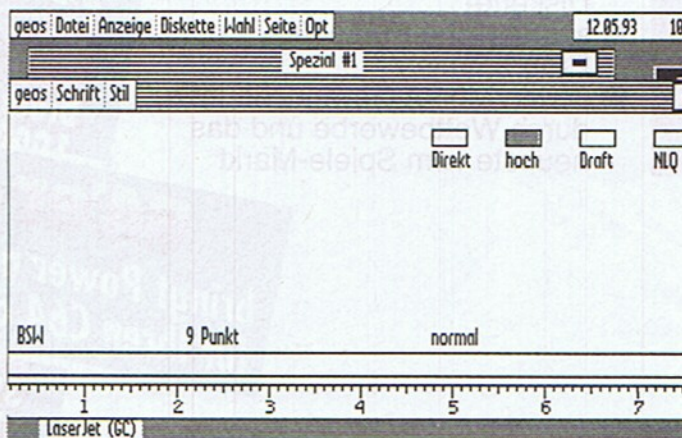 geos Datei Anzeige Diskette Wahl Seite Opt 12.05.93 10
Spezial #1
geos Schrift Stil
durch Wettbewerbe und das
Spiele-Markt
Direkt hoch Draft NLQ
BSW 9 Punkt normal
1 2 3 4 5 6 7
LaserJet (GC)